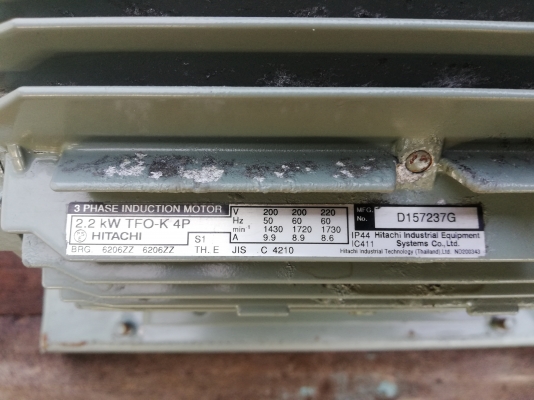 3 PHASE INDUCTION MOTOR
2.2 kW TFO-K 4P
HITACHI
S1
BRG 6206ZZ 6206ZZ TH. E JIS C 4210
V 200 200 220
Hz 50 60 60
min-1 1430 1720 1730
A 9.9 8.9 8.6
MFG. No. D157237G
IP44 Hitachi Industrial Equipment
IC411 Systems Co.,Ltd.
Hitachi Industrial Technology (Thailand),Ltd. NO200343